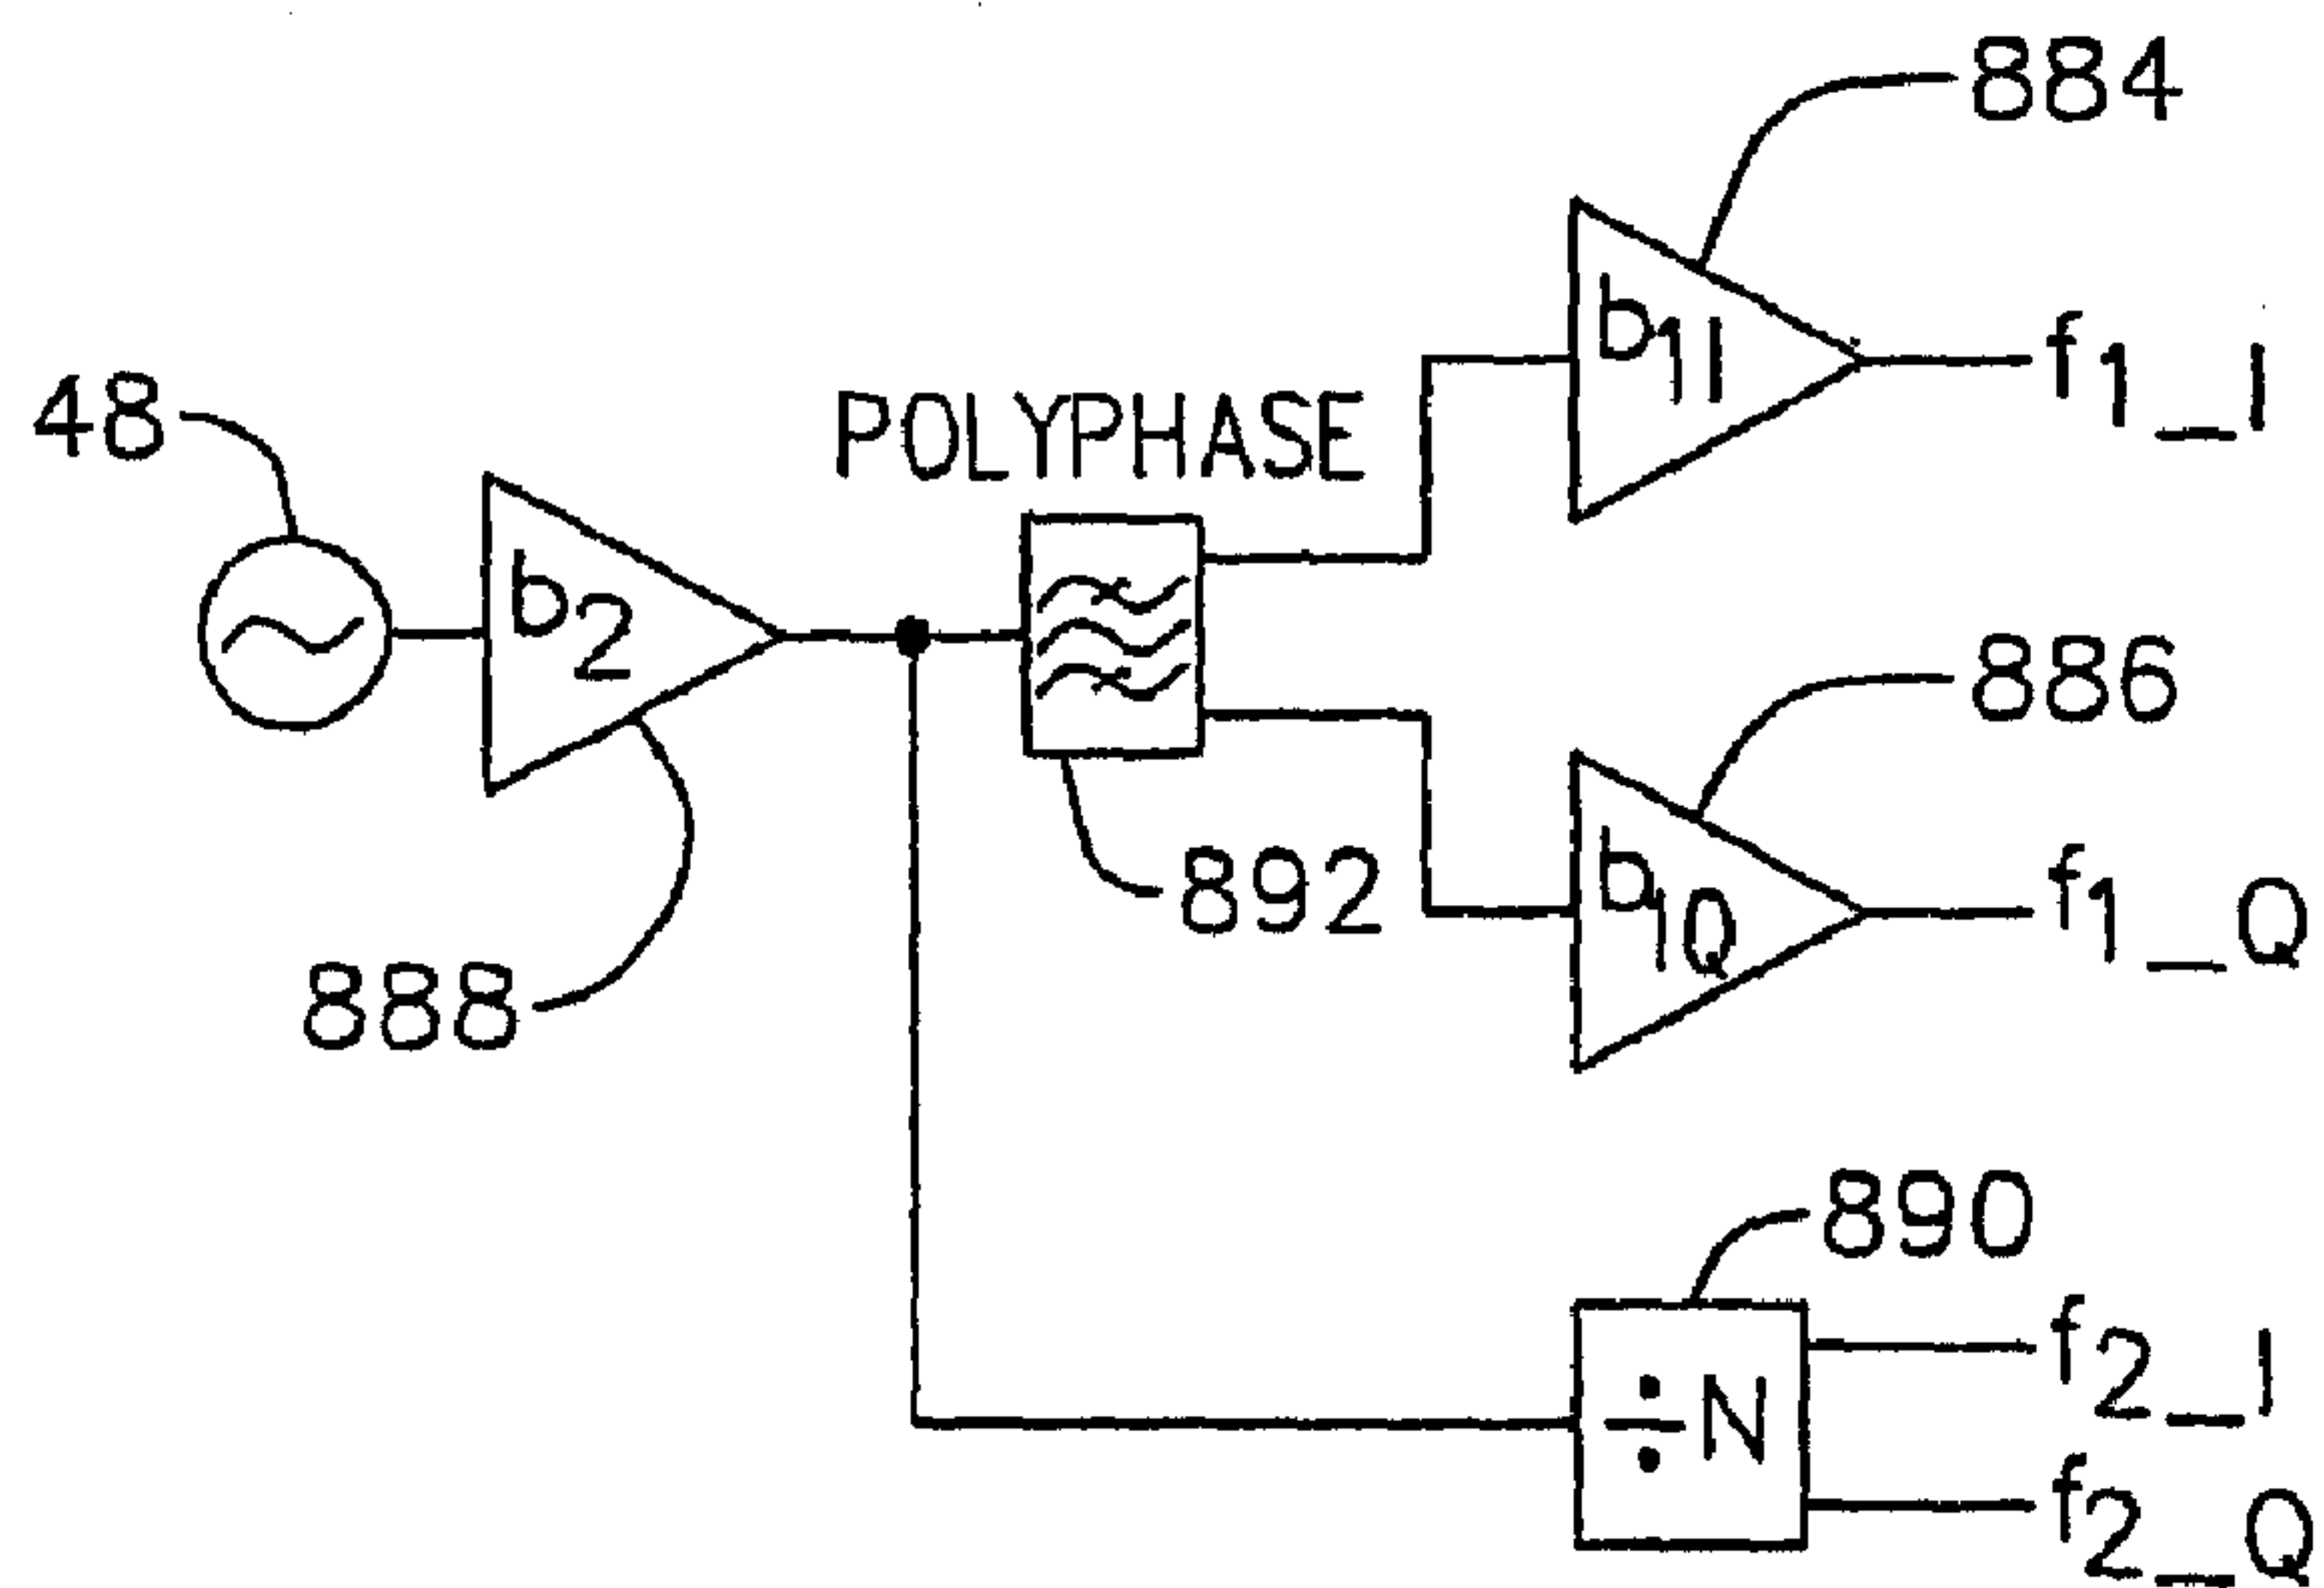 884
b1I
f1_I
48
POLYPHASE
b2
886
b1Q
f1_Q
892
888
890
÷N
f2_I
f2_Q